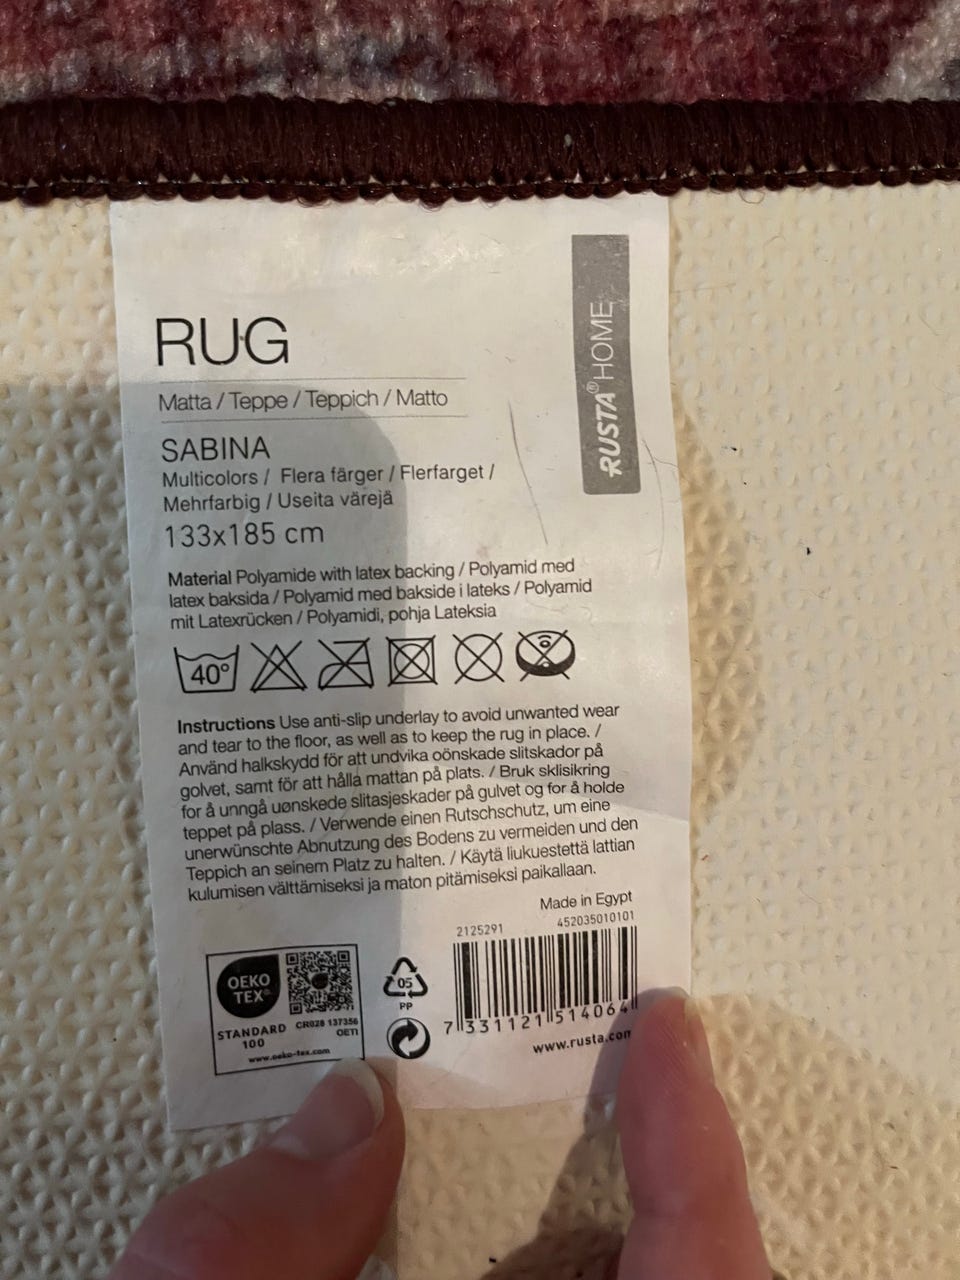 RUG
RUSTA® HOME
Matta / Teppe / Teppich / Matto
SABINA
Multicolors / Flera färger / Flerfarget /
Mehrfarbig / Useita värejä
133x185 cm
Material Polyamide with latex backing / Polyamid med
latex baksida / Polyamid med bakside i lateks / Polyamid
mit Latexrücken / Polyamidi, pohja Lateksia
40°
Instructions Use anti-slip underlay to avoid unwanted wear
and tear to the floor, as well as to keep the rug in place. /
Använd halkskydd för att undvika oönskade slitskador på
golvet, samt för att hålla mattan på plats. / Bruk sklisikring
for å unngå uønskede slitasjeskader på gulvet og for å holde
teppet på plass. / Verwende einen Rutschschutz, um eine
unerwünschte Abnutzung des Bodens zu vermeiden und den
Teppich an seinem Platz zu halten. / Käytä liukuestettä lattian
kulumisen välttämiseksi ja maton pitämiseksi paikallaan.
Made in Egypt
2125291 452035010101
7 331121 514064
www.rusta.com
OEKO
TEX®
STANDARD
100
CR028 137356
OETI
www.oeko-tex.com
05
PP